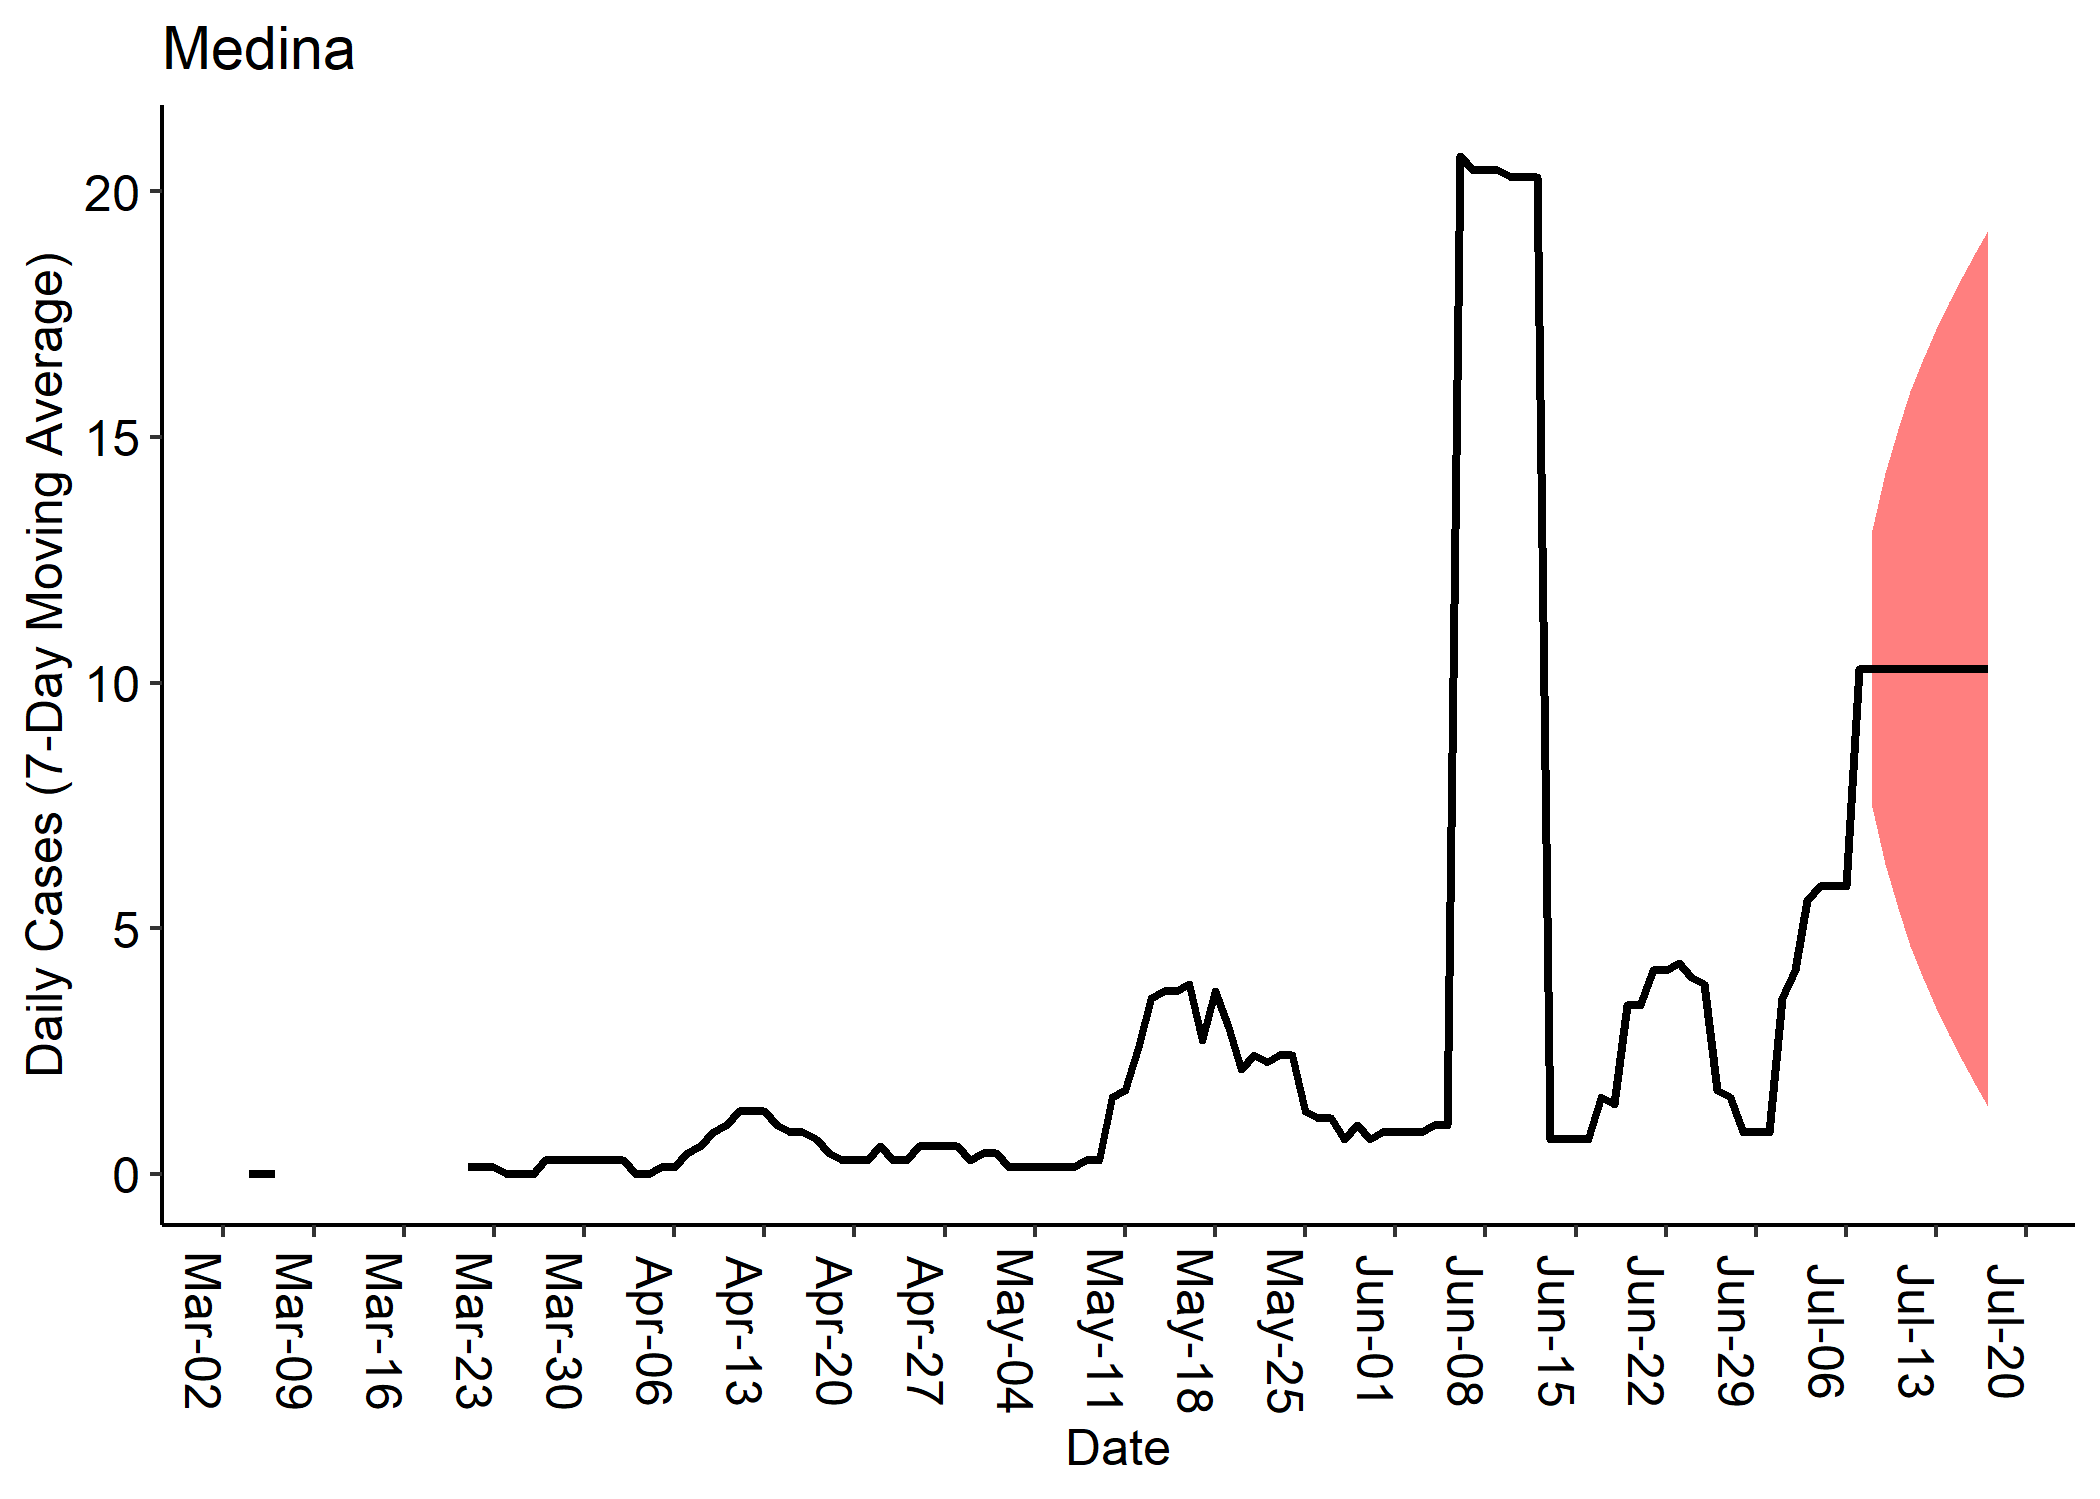 Medina
Daily Cases (7-Day Moving Average)
20
15
10
5
0
Mar-02
Mar-09
Mar-16
Mar-23
Mar-30
Apr-06
Apr-13
Apr-20
Apr-27
May-04
May-11
May-18
May-25
Jun-01
Jun-08
Jun-15
Jun-22
Jun-29
Jul-06
Jul-13
Jul-20
Date